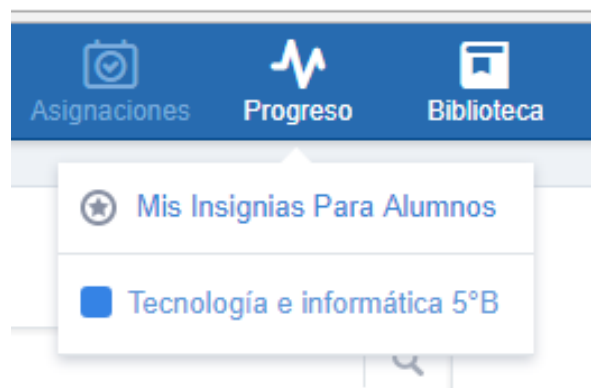 Asignaciones Progreso Biblioteca
Mis Insignias Para Alumnos
Tecnología e informática 5°B